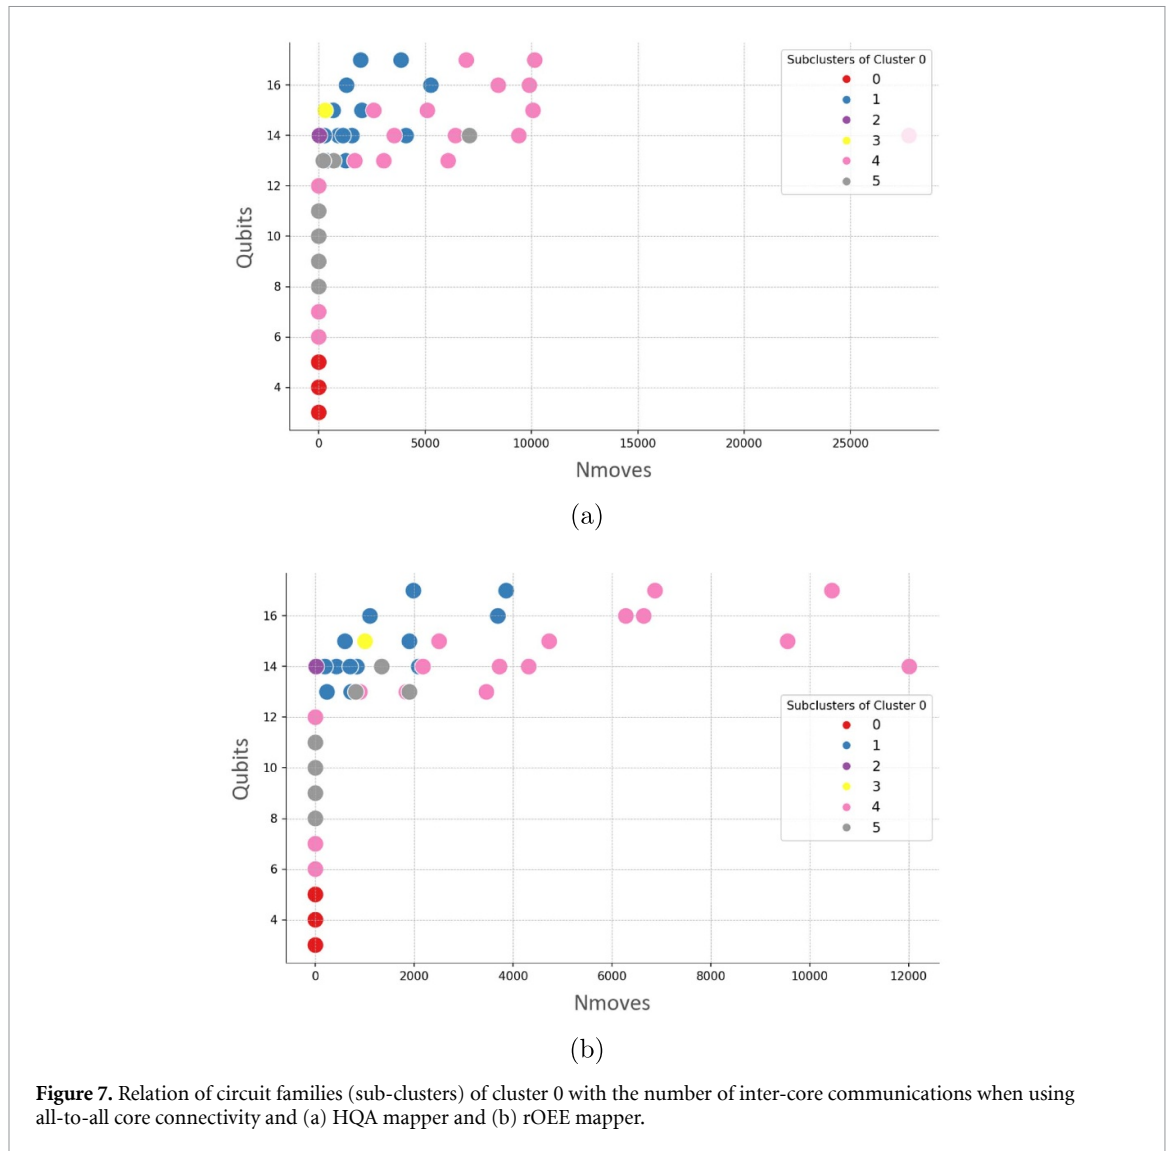 Subclusters of Cluster 0
0
1
2
3
4
5
16
14
12
10
8
6
4
Qubits
0 5000 10000 15000 20000 25000
Nmoves
(a)
16
14
12
10
8
6
4
Qubits
Subclusters of Cluster 0
0
1
2
3
4
5
0 2000 4000 6000 8000 10000 12000
Nmoves
(b)
Figure 7. Relation of circuit families (sub-clusters) of cluster 0 with the number of inter-core communications when using
all-to-all core connectivity and (a) HQA mapper and (b) rOEE mapper.